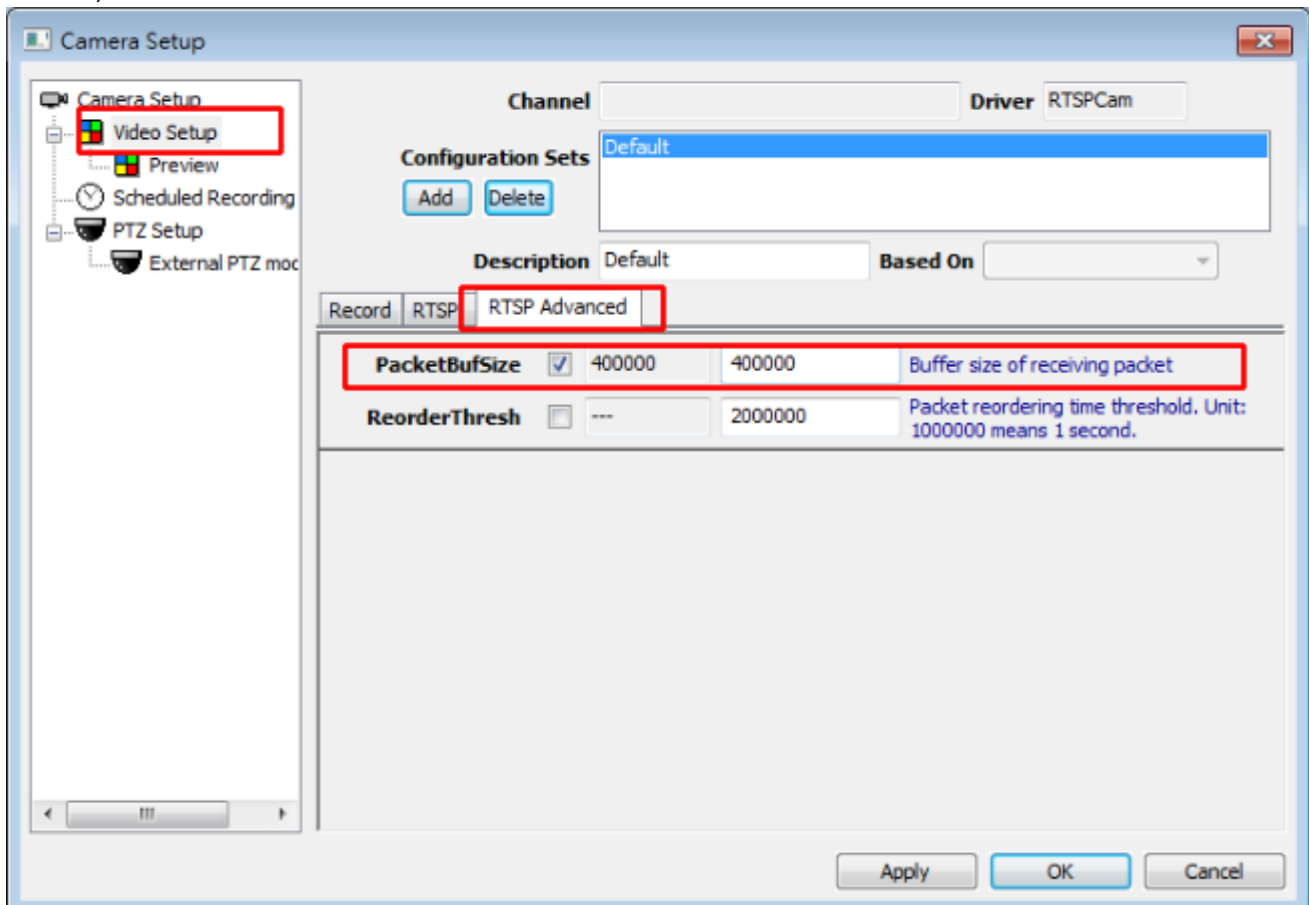 Camera Setup
Camera Setup
Video Setup
Preview
Scheduled Recording
PTZ Setup
External PTZ moc
Channel
Driver RTSPCam
Configuration Sets
Default
Add Delete
Description Default Based On
Record RTSP RTSP Advanced
PacketBufSize 400000 400000 Buffer size of receiving packet
ReorderThresh --- 2000000 Packet reordering time threshold. Unit:
1000000 means 1 second.
Apply OK Cancel